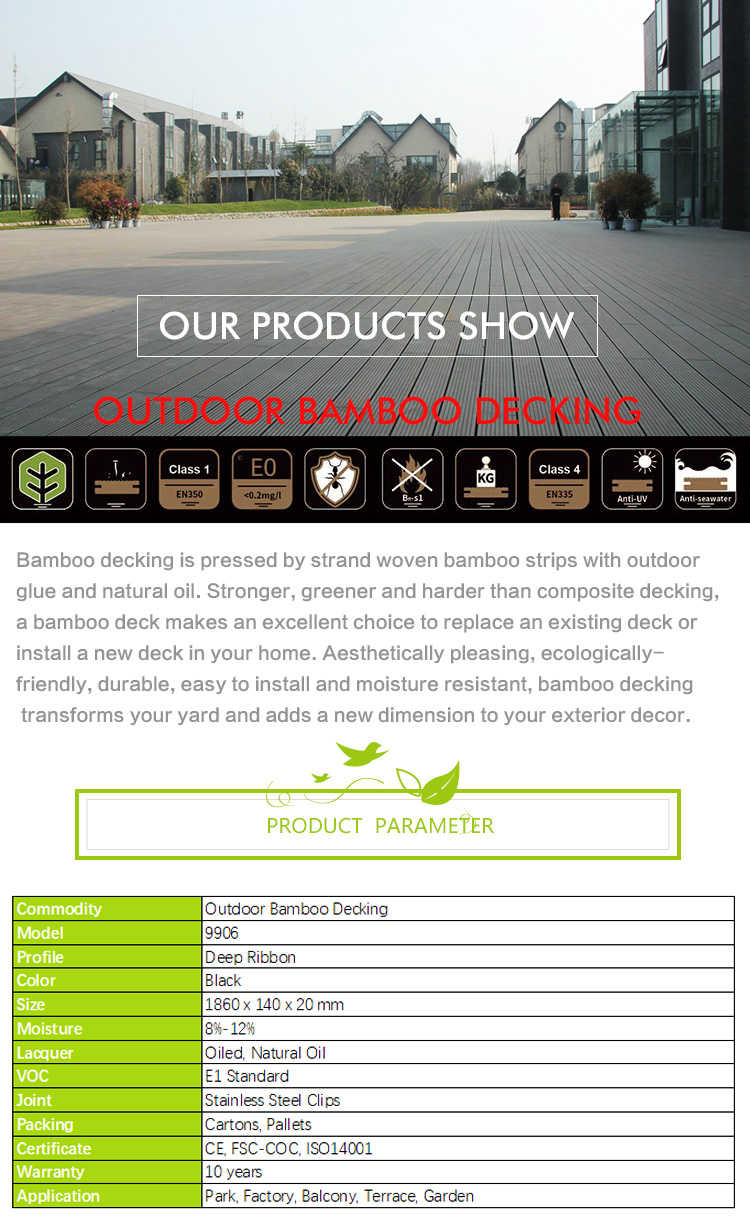 OUR PRODUCTS SHOW
OUTDOOR BAMBOO DECKING
Class 1
EN350
E0
<0.2mg/l
Bfl-s1
KG
Class 4
EN335
Anti-UV
Anti-seawater
Bamboo decking is pressed by strand woven bamboo strips with outdoor
glue and natural oil. Stronger, greener and harder than composite decking,
a bamboo deck makes an excellent choice to replace an existing deck or
install a new deck in your home. Aesthetically pleasing, ecologically-
friendly, durable, easy to install and moisture resistant, bamboo decking
transforms your yard and adds a new dimension to your exterior decor.
PRODUCT PARAMETER
Commodity Outdoor Bamboo Decking
Model 9906
Profile Deep Ribbon
Color Black
Size 1860 x 140 x 20 mm
Moisture 8%-12%
Lacquer Oiled, Natural Oil
VOC E1 Standard
Joint Stainless Steel Clips
Packing Cartons, Pallets
Certificate CE, FSC-COC, ISO14001
Warranty 10 years
Application Park, Factory, Balcony, Terrace, Garden